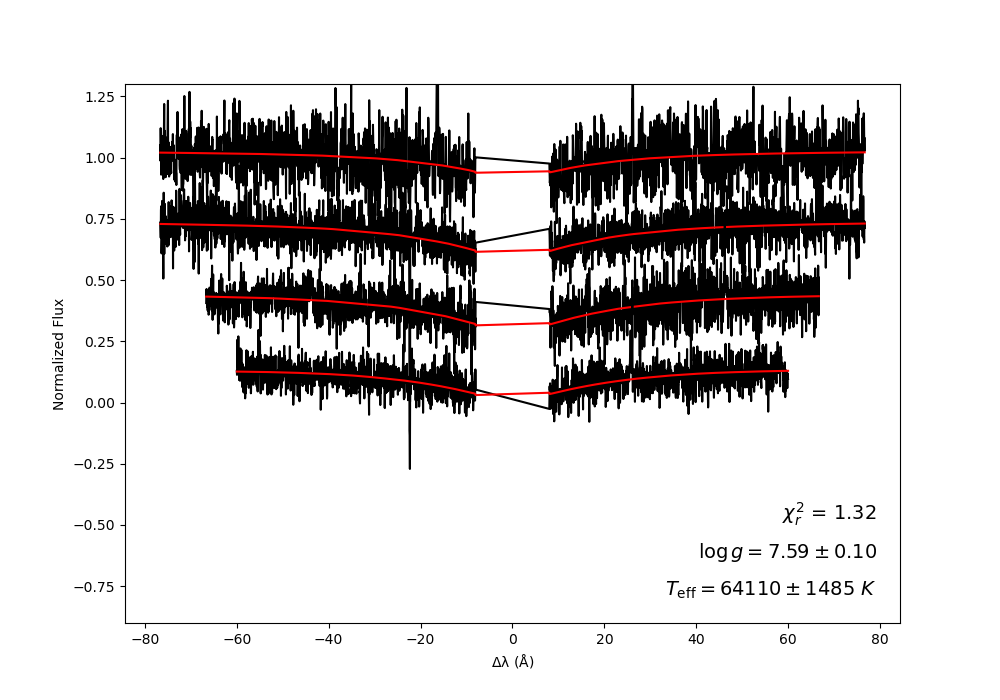 1.25
1.00
0.75
0.50
0.25
0.00
−0.25
−0.50
−0.75
Normalized Flux
χ²ᵣ = 1.32
log g = 7.59 ± 0.10
T_eff = 64110 ± 1485 K
−80 −60 −40 −20 0 20 40 60 80
Δλ (Å)